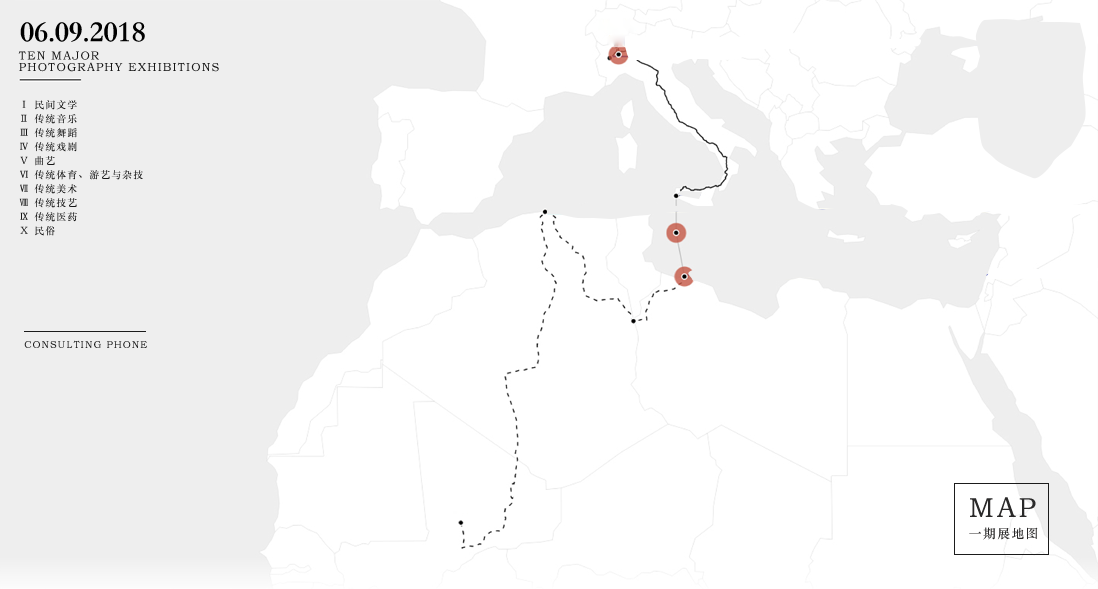 06.09.2018
TEN MAJOR
PHOTOGRAPHY EXHIBITIONS
Ⅰ 民间文学
Ⅱ 传统音乐
Ⅲ 传统舞蹈
Ⅳ 传统戏剧
Ⅴ 曲艺
Ⅵ 传统体育、游艺与杂技
Ⅶ 传统美术
Ⅷ 传统技艺
Ⅸ 传统医药
Ⅹ 民俗
CONSULTING PHONE
MAP
一期展地图